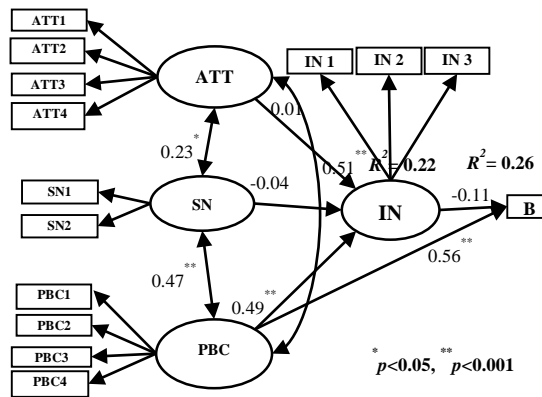 ATT1
ATT2
ATT3
ATT4
ATT
IN 1
IN 2
IN 3
0.01
0.23 *
0.51 **
R² = 0.22
R² = 0.26
SN1
SN2
SN
-0.04
IN
-0.11
B
0.47 **
0.49 **
0.56 **
PBC1
PBC2
PBC3
PBC4
PBC
* p<0.05, ** p<0.001